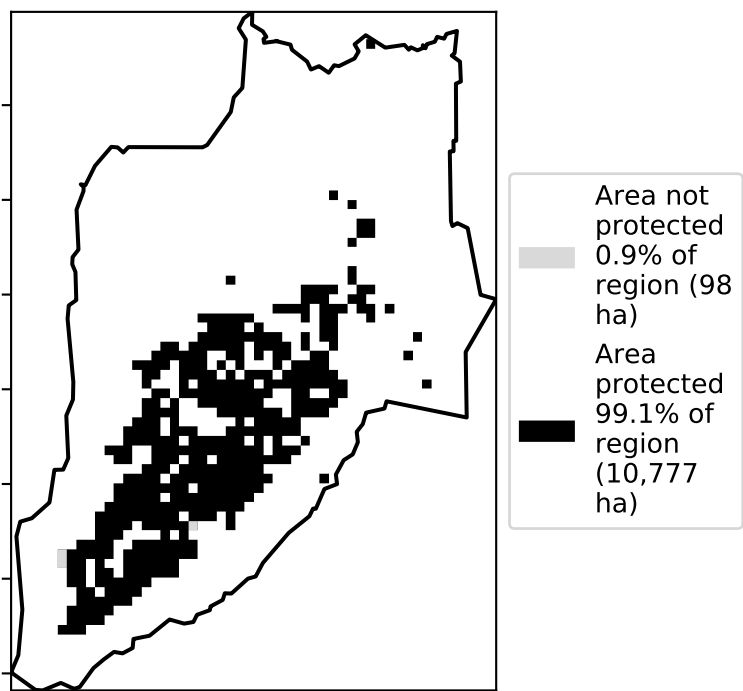 Area not
protected
0.9% of
region (98
ha)
Area
protected
99.1% of
region
(10,777
ha)